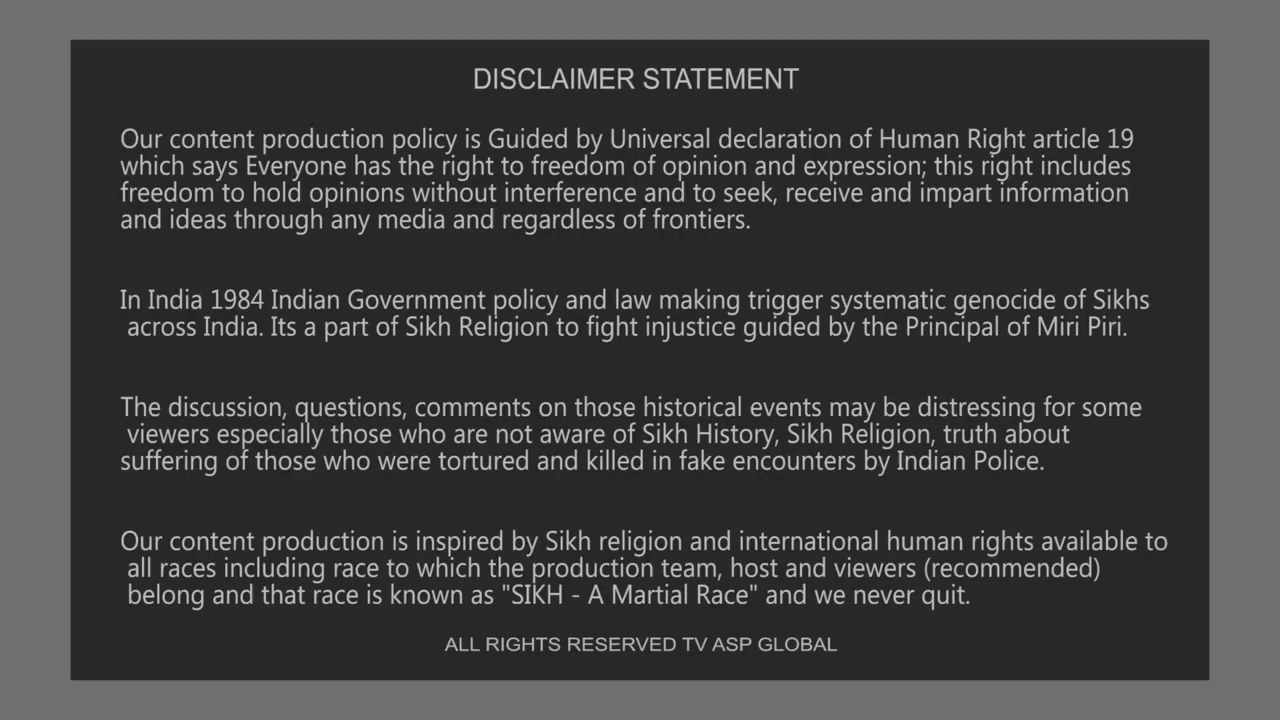 DISCLAIMER STATEMENT
Our content production policy is Guided by Universal declaration of Human Right article 19
which says Everyone has the right to freedom of opinion and expression; this right includes
freedom to hold opinions without interference and to seek, receive and impart information
and ideas through any media and regardless of frontiers.
In India 1984 Indian Government policy and law making trigger systematic genocide of Sikhs
across India. Its a part of Sikh Religion to fight injustice guided by the Principal of Miri Piri.
The discussion, questions, comments on those historical events may be distressing for some
viewers especially those who are not aware of Sikh History, Sikh Religion, truth about
suffering of those who were tortured and killed in fake encounters by Indian Police.
Our content production is inspired by Sikh religion and international human rights available to
all races including race to which the production team, host and viewers (recommended)
belong and that race is known as "SIKH - A Martial Race" and we never quit.
ALL RIGHTS RESERVED TV ASP GLOBAL